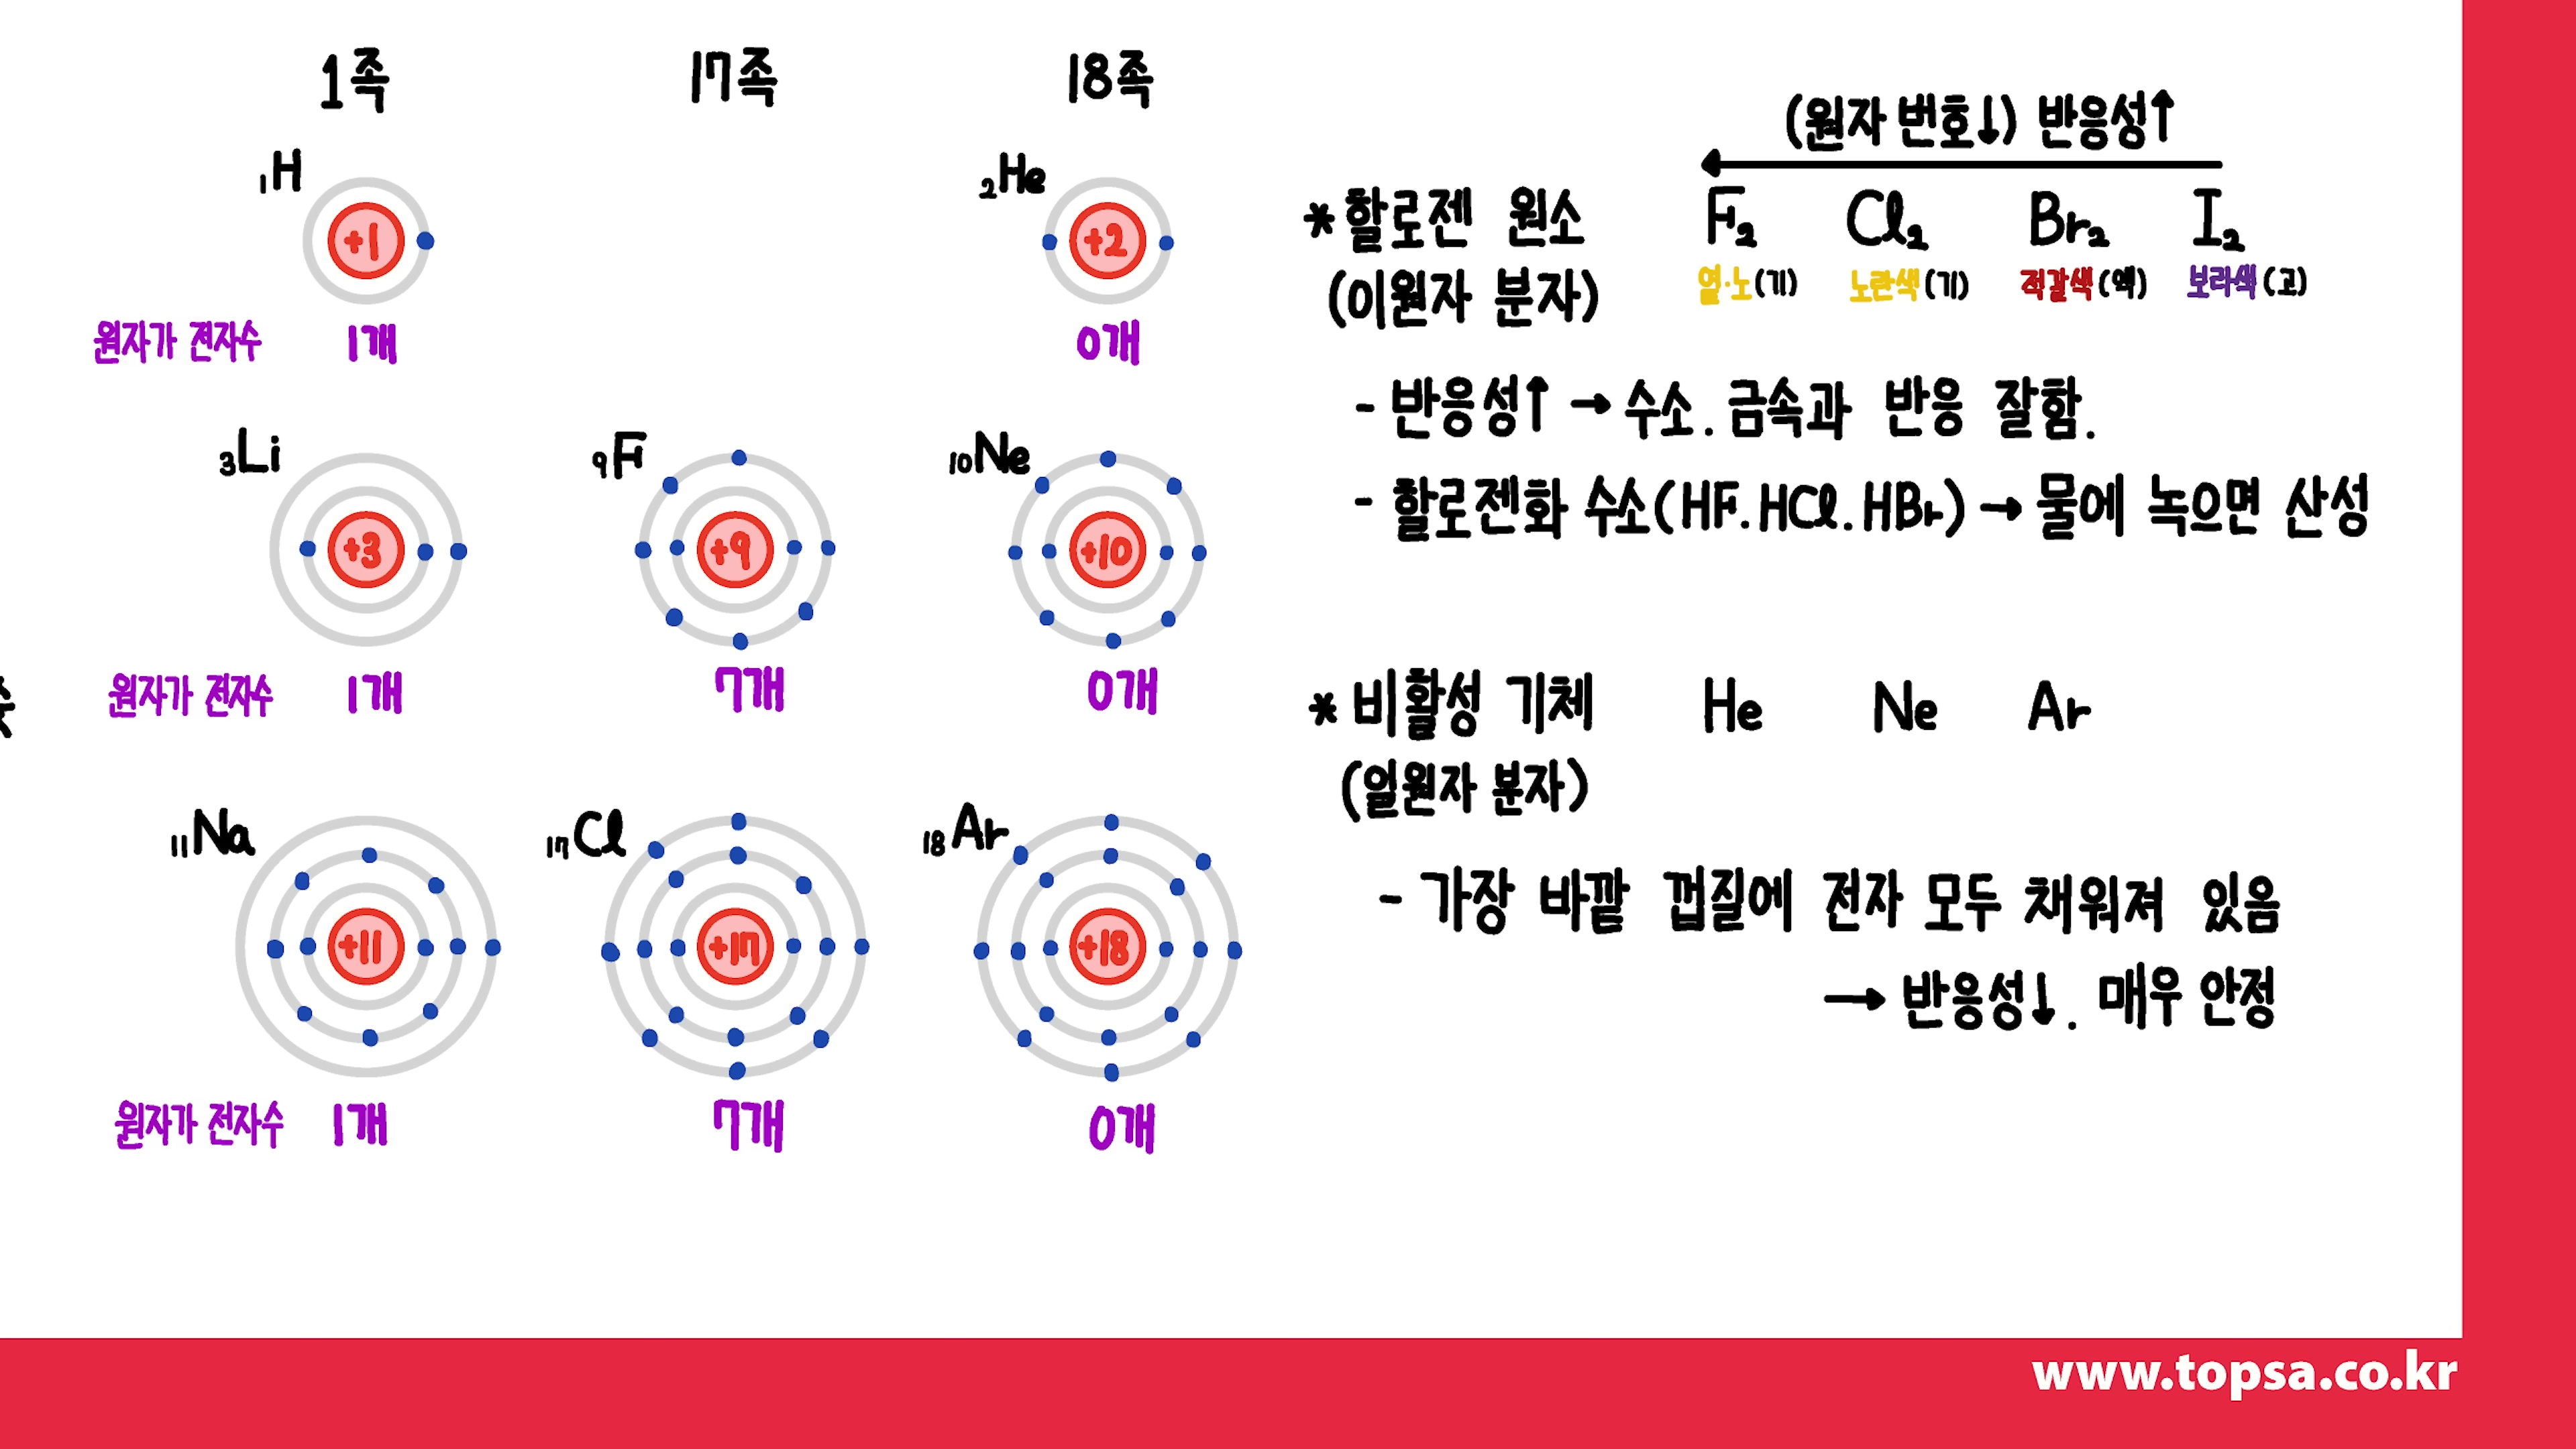 1족 17족 18족
₁H +1
₂He +2
원자가 전자수 1개 0개
₃Li +3
₉F +9
₁₀Ne +10
원자가 전자수 1개 7개 0개
₁₁Na +11
₁₇Cl +17
₁₈Ar +18
원자가 전자수 1개 7개 0개
(원자 번호↓) 반응성↑
*할로젠 원소 F₂ Cl₂ Br₂ I₂
(이원자 분자) 옅·노(기) 노란색(기) 적갈색(액) 보라색(고)
- 반응성↑ → 수소. 금속과 반응 잘함.
- 할로젠화 수소(HF.HCl.HBr) → 물에 녹으면 산성
*비활성 기체 He Ne Ar
(일원자 분자)
- 가장 바깥 껍질에 전자 모두 채워져 있음
→ 반응성↓. 매우 안정
www.topsa.co.kr